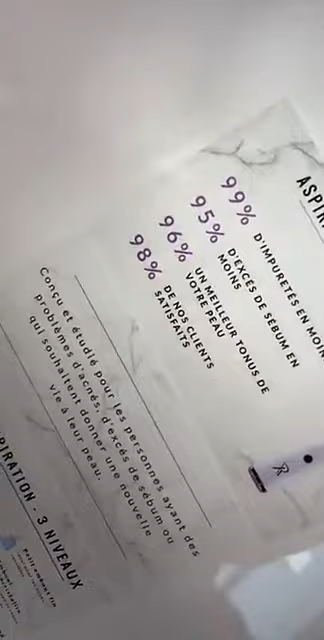 99% D'IMPURETÉS EN MOIN
95% D'EXCÈS DE SÉBUM EN
MOINS
96% UN MEILLEUR TONUS DE
VOTRE PEAU
98% DE NOS CLIENTS
SATISFAITS
Conçu et étudié pour les personnes ayant des
problèmes d'acnés, d'excés de sébum ou
qui souhaitent donner une nouvelle
vie à leur peau.
PIRATION - 3 NIVEAUX